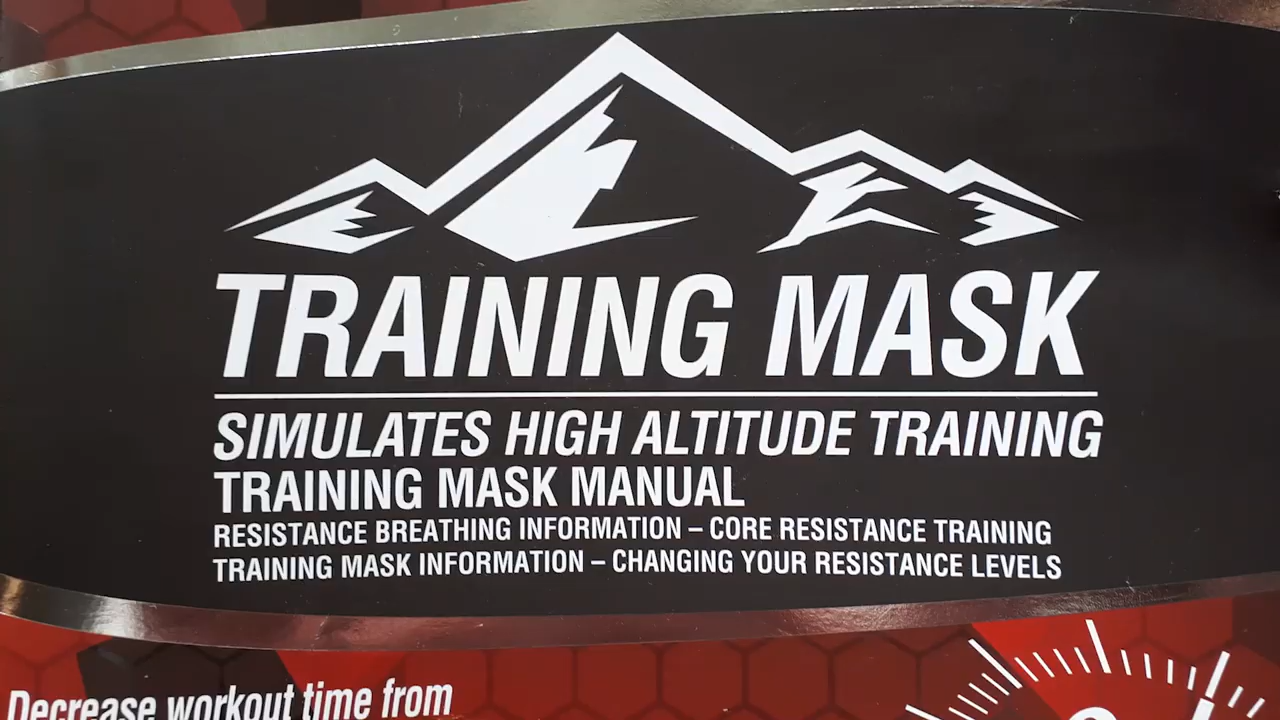 TRAINING MASK
SIMULATES HIGH ALTITUDE TRAINING
TRAINING MASK MANUAL
RESISTANCE BREATHING INFORMATION – CORE RESISTANCE TRAINING
TRAINING MASK INFORMATION – CHANGING YOUR RESISTANCE LEVELS
Decrease workout time from